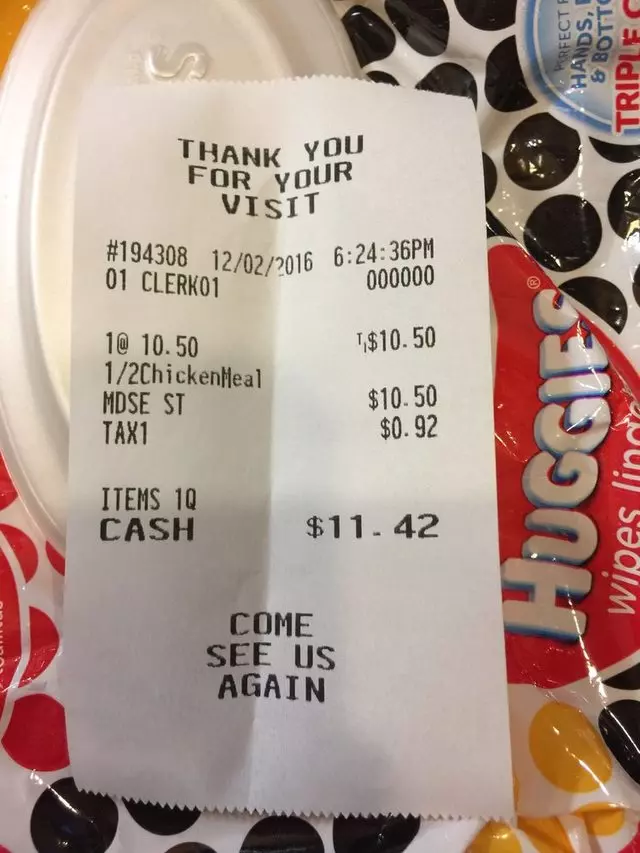 THANK YOU
FOR YOUR
VISIT
#194308 12/02/2016 6:24:36PM
01 CLERK01 000000
1@ 10.50 T₁$10.50
1/2ChickenMeal
MDSE ST $10.50
TAX1 $0.92
ITEMS 1Q
CASH $11.42
COME
SEE US
AGAIN
HANDS,
& BOTT
TRIPLE C
HUGGIES®
wipes